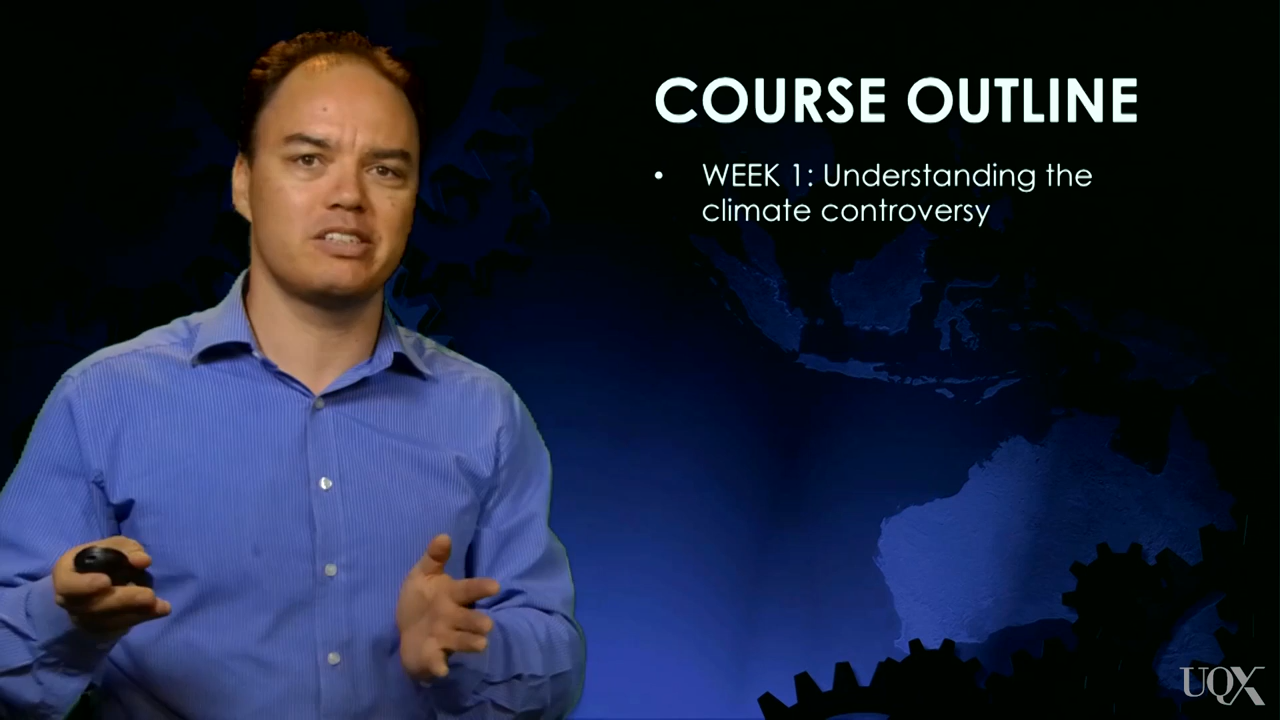 COURSE OUTLINE
• WEEK 1: Understanding the
climate controversy
UQX